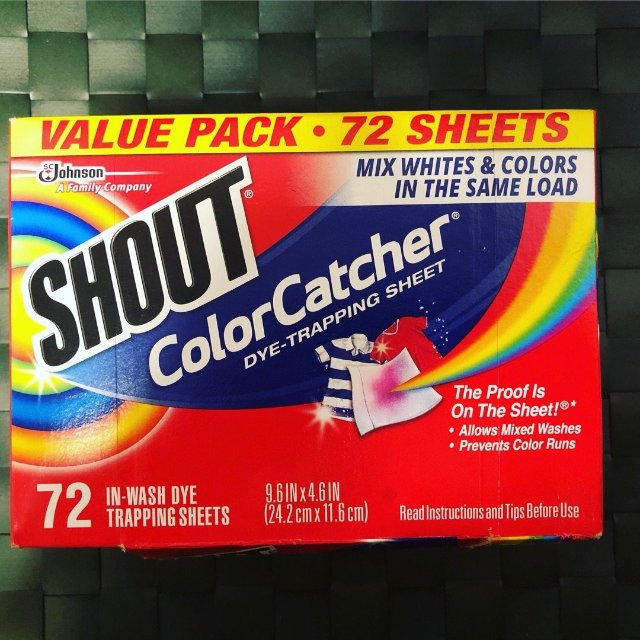 VALUE PACK • 72 SHEETS
SC Johnson
A Family Company
MIX WHITES & COLORS
IN THE SAME LOAD
SHOUT®
ColorCatcher®
DYE-TRAPPING SHEET
The Proof Is
On The Sheet!®*
• Allows Mixed Washes
• Prevents Color Runs
72 IN-WASH DYE
TRAPPING SHEETS
9.6 IN x 4.6 IN
(24.2 cm x 11.6 cm)
Read Instructions and Tips Before Use